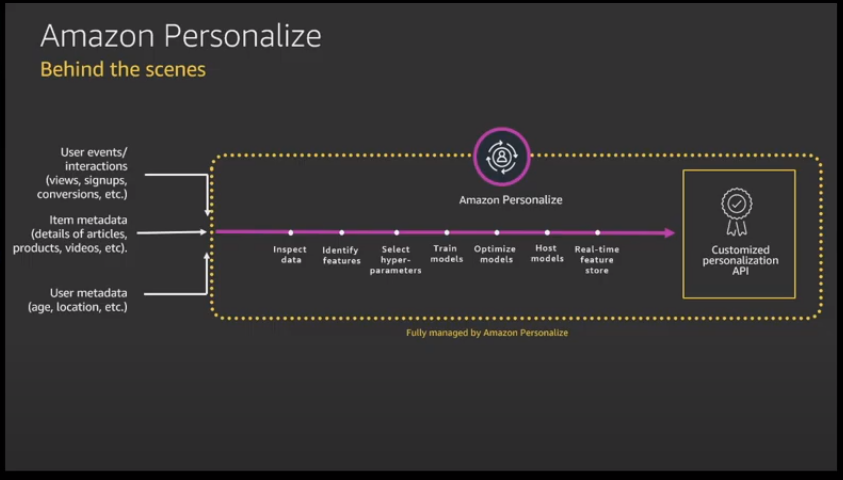 Amazon Personalize
Behind the scenes
User events/
interactions
(views, signups,
conversions, etc.)
Item metadata
(details of articles,
products, videos, etc).
User metadata
(age, location, etc.)
Amazon Personalize
Inspect
data
Identify
features
Select
hyper-
parameters
Train
models
Optimize
models
Host
models
Real-time
feature
store
Customized
personalization
API
Fully managed by Amazon Personalize